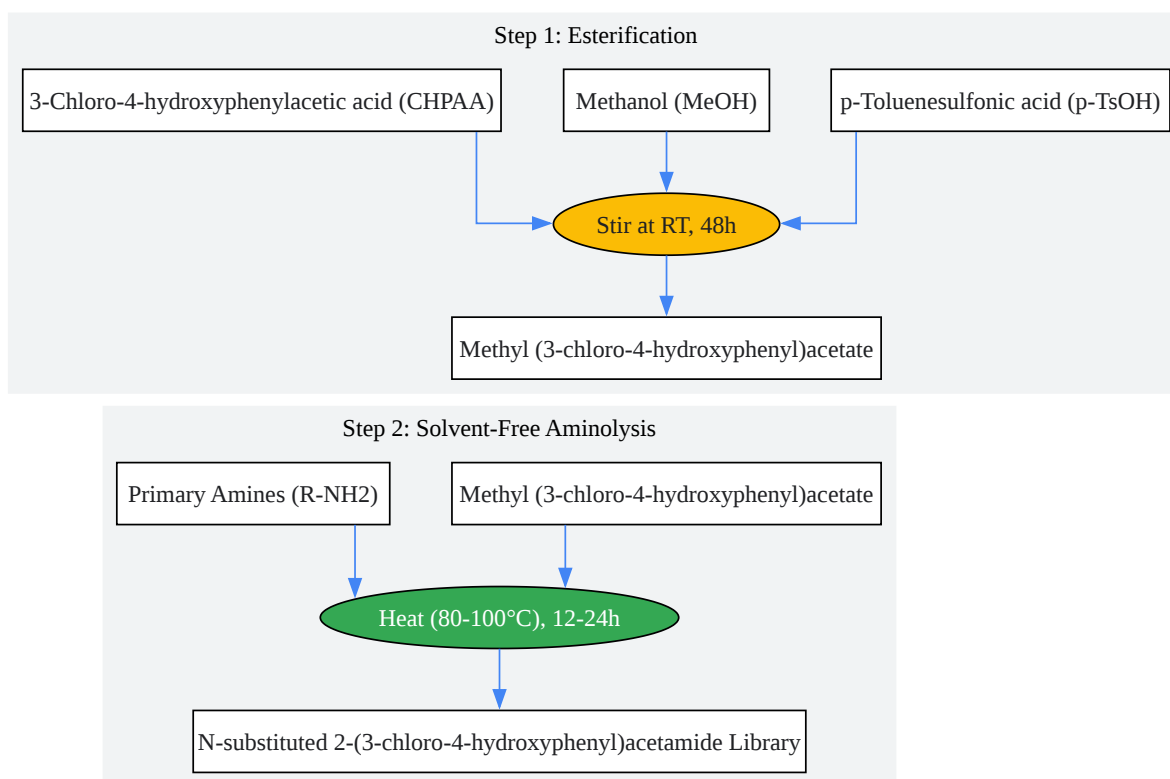 Step 1: Esterification
3-Chloro-4-hydroxyphenylacetic acid (CHPAA)
Methanol (MeOH)
p-Toluenesulfonic acid (p-TsOH)
Stir at RT, 48h
Methyl (3-chloro-4-hydroxyphenyl)acetate
Step 2: Solvent-Free Aminolysis
Primary Amines (R-NH2)
Methyl (3-chloro-4-hydroxyphenyl)acetate
Heat (80-100°C), 12-24h
N-substituted 2-(3-chloro-4-hydroxyphenyl)acetamide Library